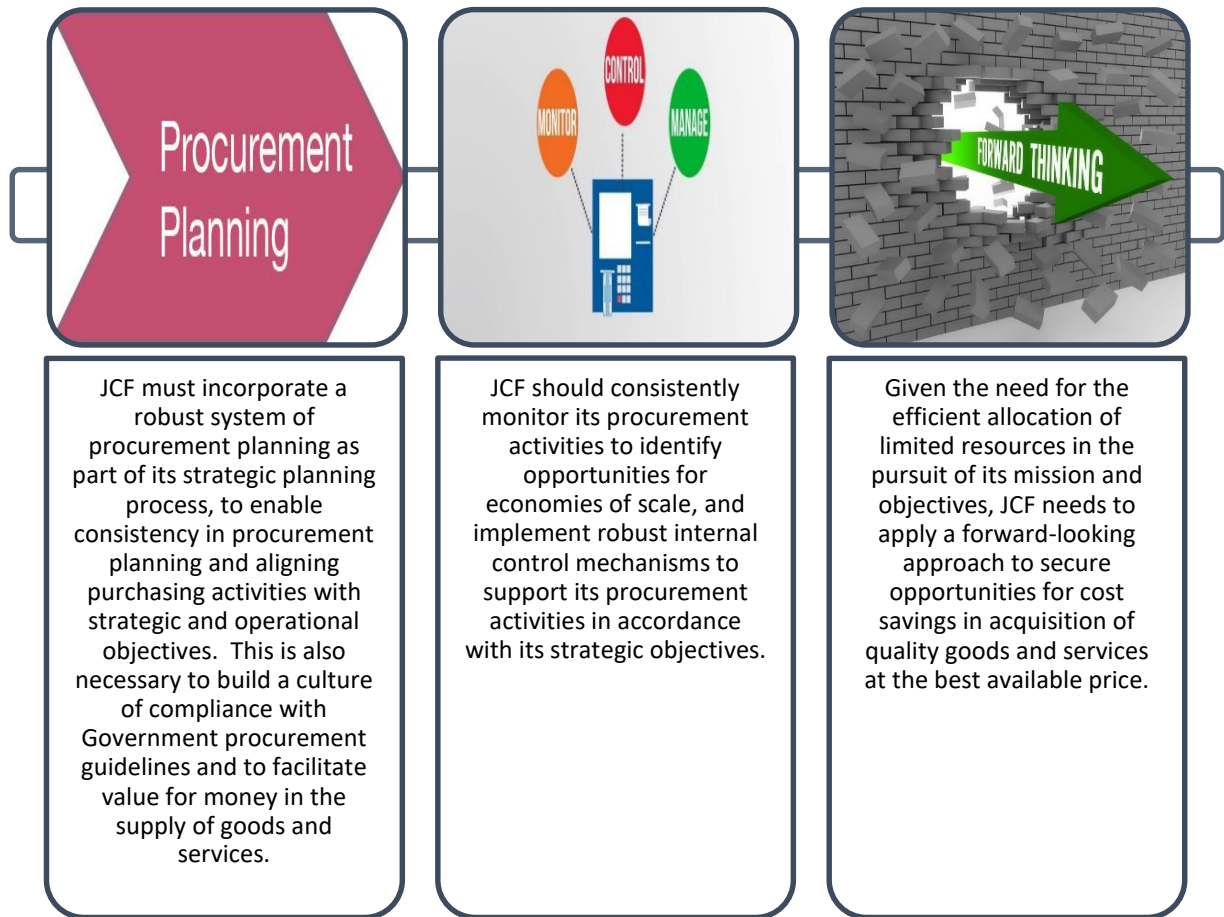 Procurement
Planning
MONITOR
CONTROL
MANAGE
FORWARD THINKING
JCF must incorporate a
robust system of
procurement planning as
part of its strategic planning
process, to enable
consistency in procurement
planning and aligning
purchasing activities with
strategic and operational
objectives.  This is also
necessary to build a culture
of compliance with
Government procurement
guidelines and to facilitate
value for money in the
supply of goods and
services.
JCF should consistently
monitor its procurement
activities to identify
opportunities for
economies of scale, and
implement robust internal
control mechanisms to
support its procurement
activities in accordance
with its strategic objectives.
Given the need for the
efficient allocation of
limited resources in the
pursuit of its mission and
objectives, JCF needs to
apply a forward-looking
approach to secure
opportunities for cost
savings in acquisition of
quality goods and services
at the best available price.